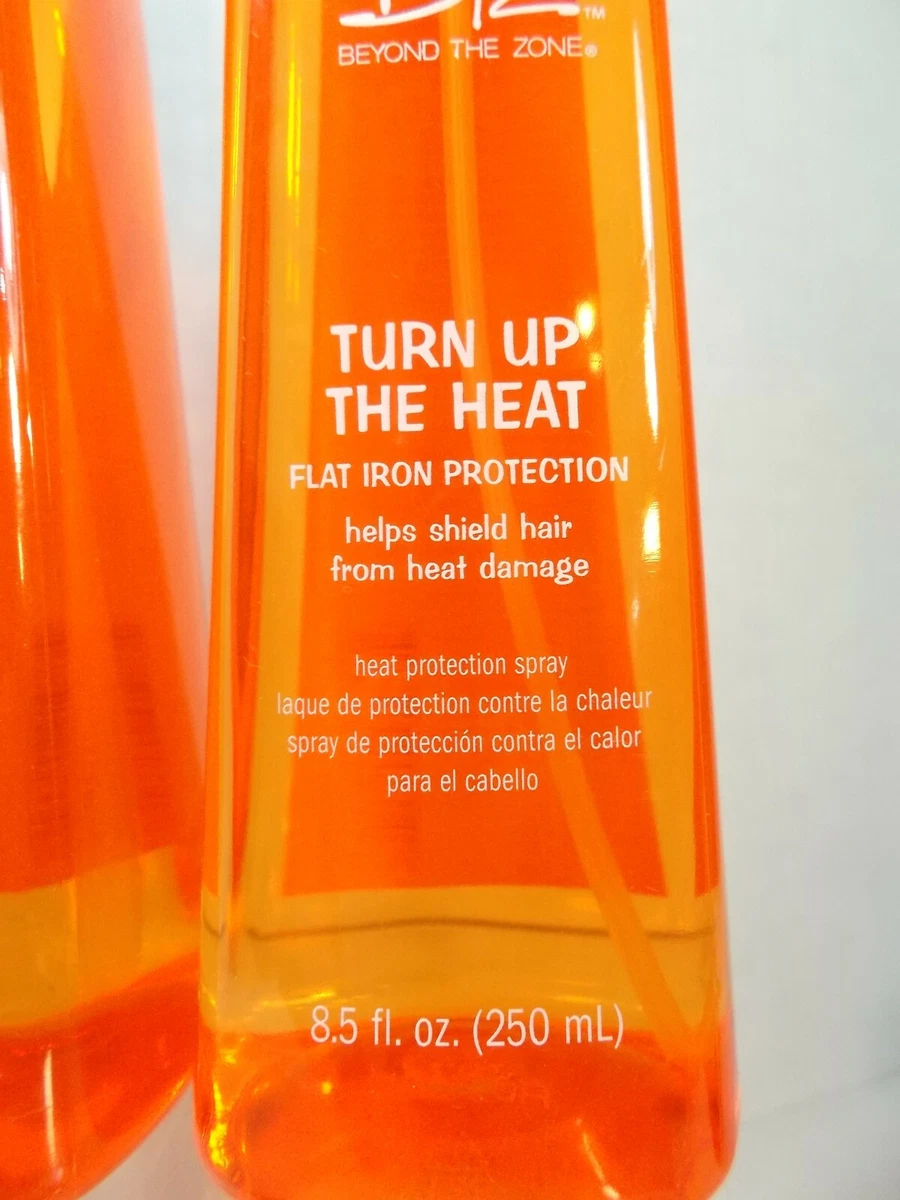 BEYOND THE ZONE®
TURN UP
THE HEAT
FLAT IRON PROTECTION
helps shield hair
from heat damage
heat protection spray
laque de protection contre la chaleur
spray de protección contra el calor
para el cabello
8.5 fl. oz. (250 mL)